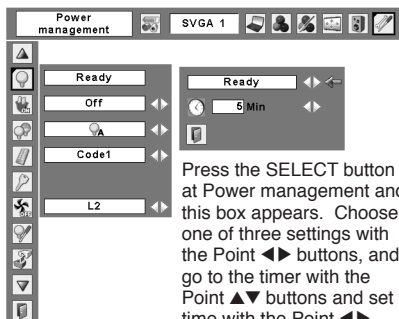 Power
management
SVGA 1
Ready
Off
A
Code1
L2
Ready
5 Min
Press the SELECT button
at Power management and
this box appears. Choose
one of three settings with
the Point ◀▶ buttons, and
go to the timer with the
Point ▲▼ buttons and set
time with the Point ◀▶